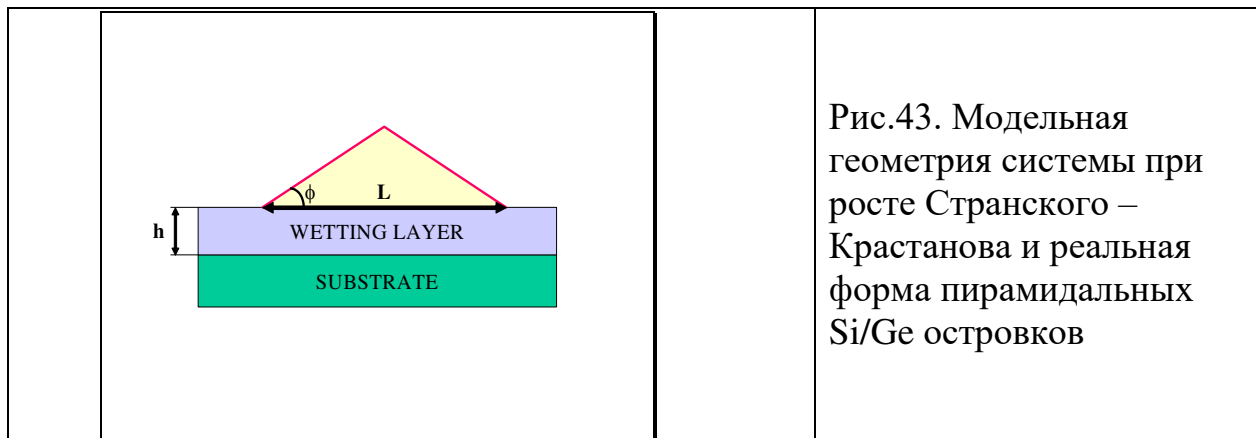 ϕ
L
h
WETTING LAYER
SUBSTRATE
Рис.43. Модельная
геометрия системы при
росте Странского –
Крастанова и реальная
форма пирамидальных
Si/Ge островков